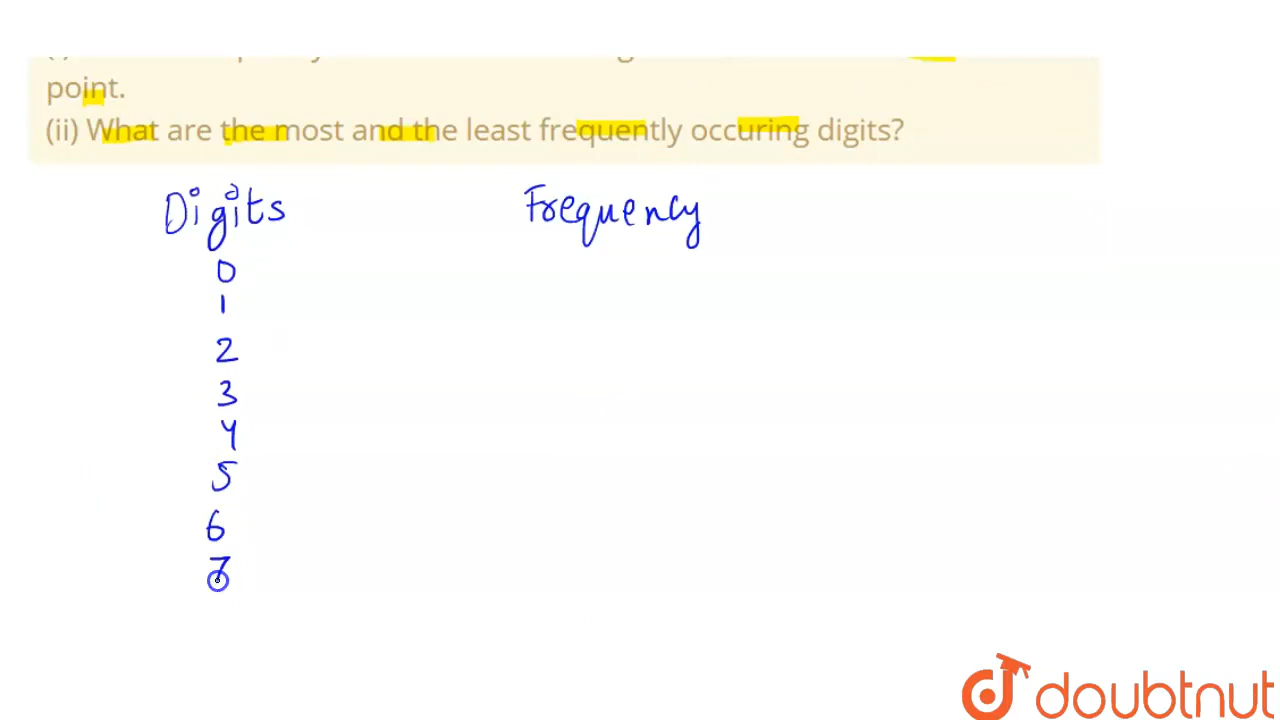 point.
(ii) What are the most and the least frequently occuring digits?
Digits Frequency
0
1
2
3
4
5
6
7
doubtnut